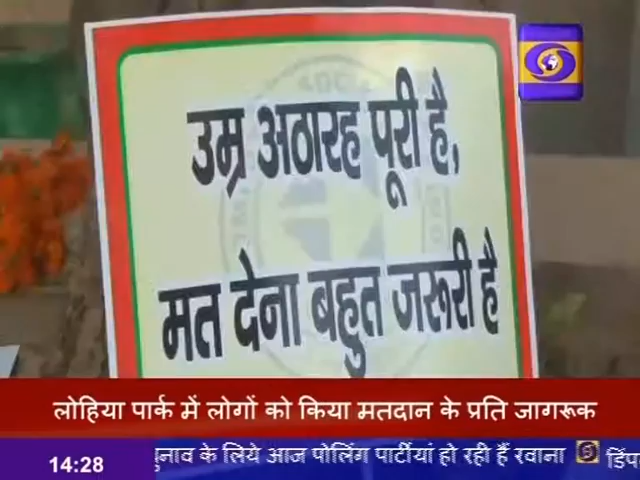 उम्र अठारह पूरी है,
मत देना बहुत जरूरी है
लोहिया पार्क में लोगों को किया मतदान के प्रति जागरूक
14:28
के लिये आज पोलिंग पार्टीयां हो रही हैं रवाना